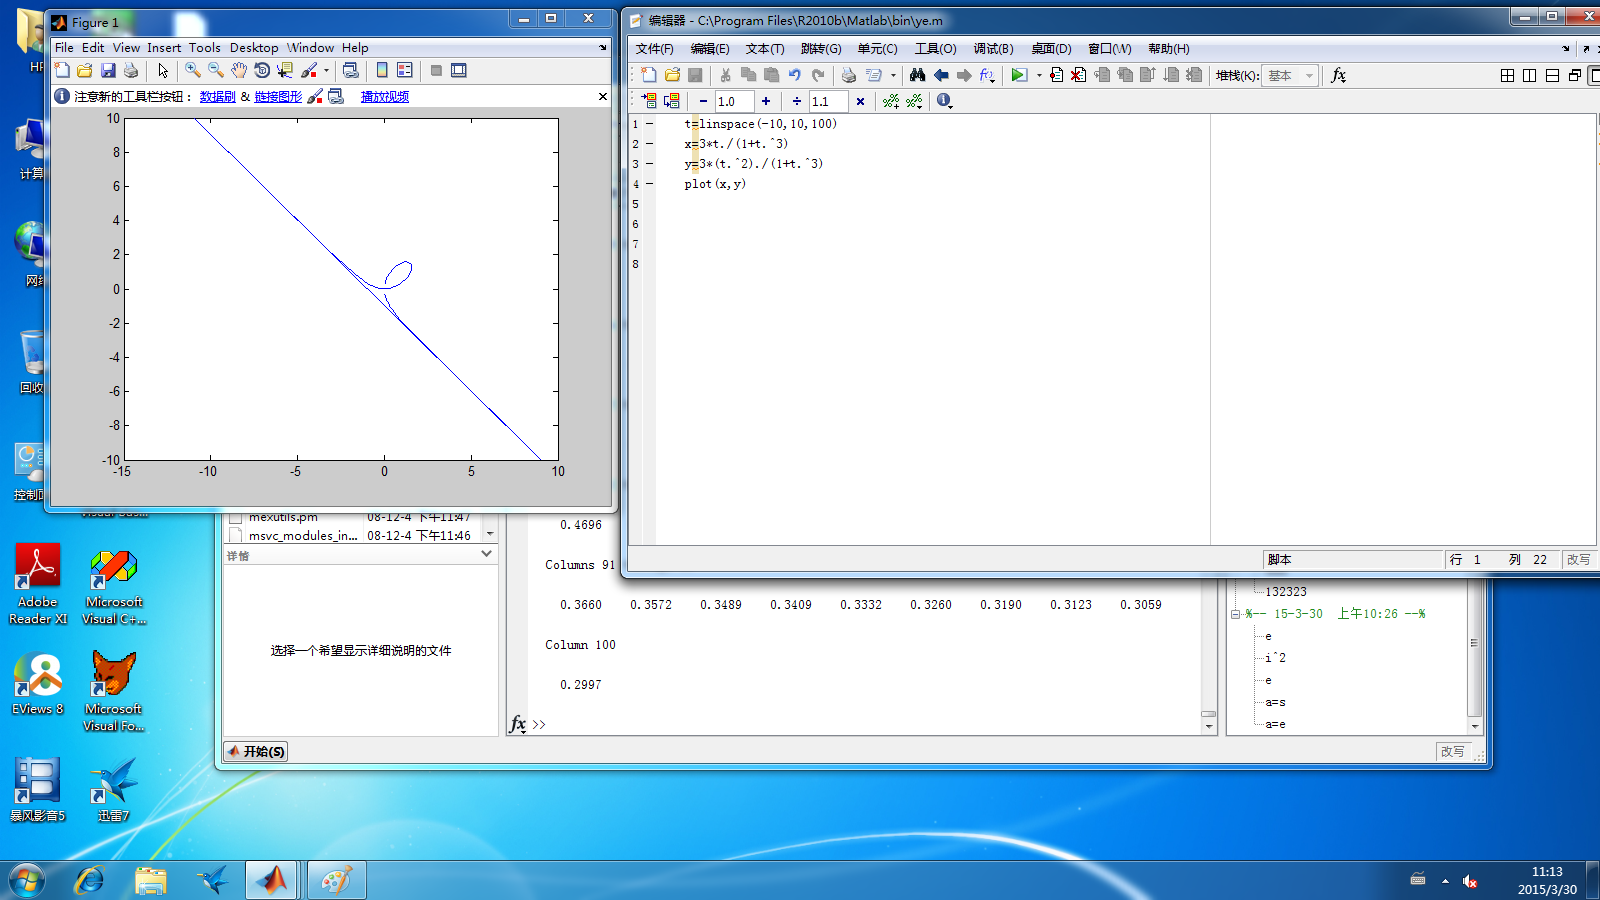 Figure 1
File Edit View Insert Tools Desktop Window Help
注意新的工具栏按钮： 数据刷 & 链接图形 播放视频
10
8
6
4
2
0
-2
-4
-6
-8
-10
-15 -10 -5 0 5 10
编辑器 - C:\Program Files\R2010b\Matlab\bin\ye.m
文件(F) 编辑(E) 文本(T) 跳转(G) 单元(C) 工具(O) 调试(B) 桌面(D) 窗口(W) 帮助(H)
堆栈(K): 基本 fx
- 1.0 + ÷ 1.1 ×
1 - t=linspace(-10,10,100)
2 - x=3*t./(1+t.^3)
3 - y=3*(t.^2)./(1+t.^3)
4 - plot(x,y)
5
6
7
8
脚本 行 1 列 22 改写
mexutils.pm 08-12-4 下午11:47
msvc_modules_in... 08-12-4 下午11:46
详情
选择一个希望显示详细说明的文件
开始(S)
0.4696
Columns 91
0.3660 0.3572 0.3489 0.3409 0.3332 0.3260 0.3190 0.3123 0.3059
Column 100
0.2997
fx >>
132323
%-- 15-3-30 上午10:26 --%
e
i^2
e
a=s
a=e
改写
HP
计算
网络
回收
控制面
Adobe
Reader XI
Microsoft
Visual C+...
EViews 8
Microsoft
Visual Fo...
暴风影音5
迅雷7
11:13
2015/3/30